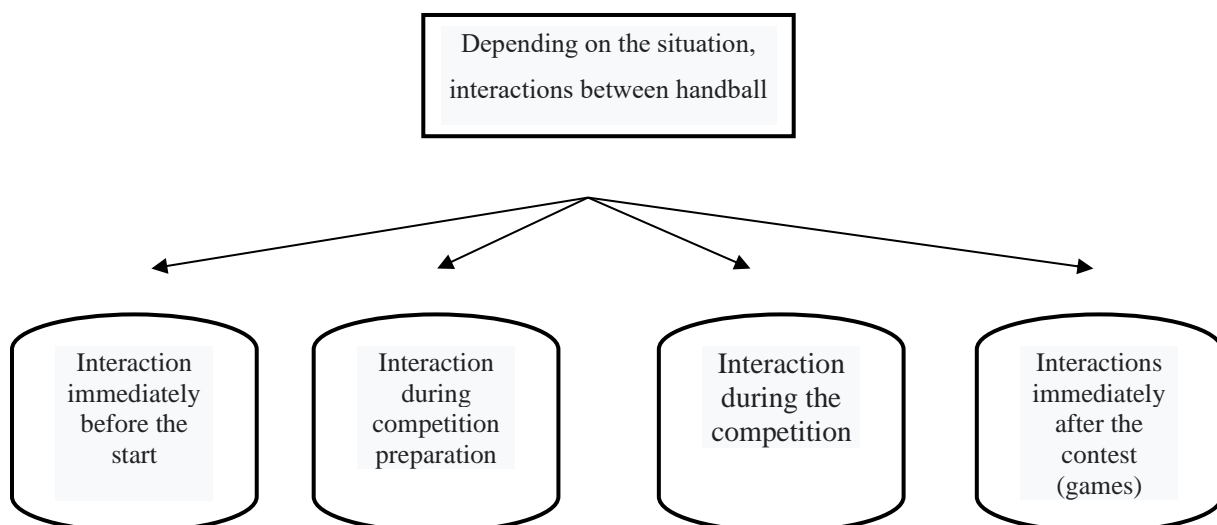 Depending on the situation,
interactions between handball
Interaction
immediately
before the
start
Interaction
during
competition
preparation
Interaction
during the
competition
Interactions
immediately
after the
contest
(games)